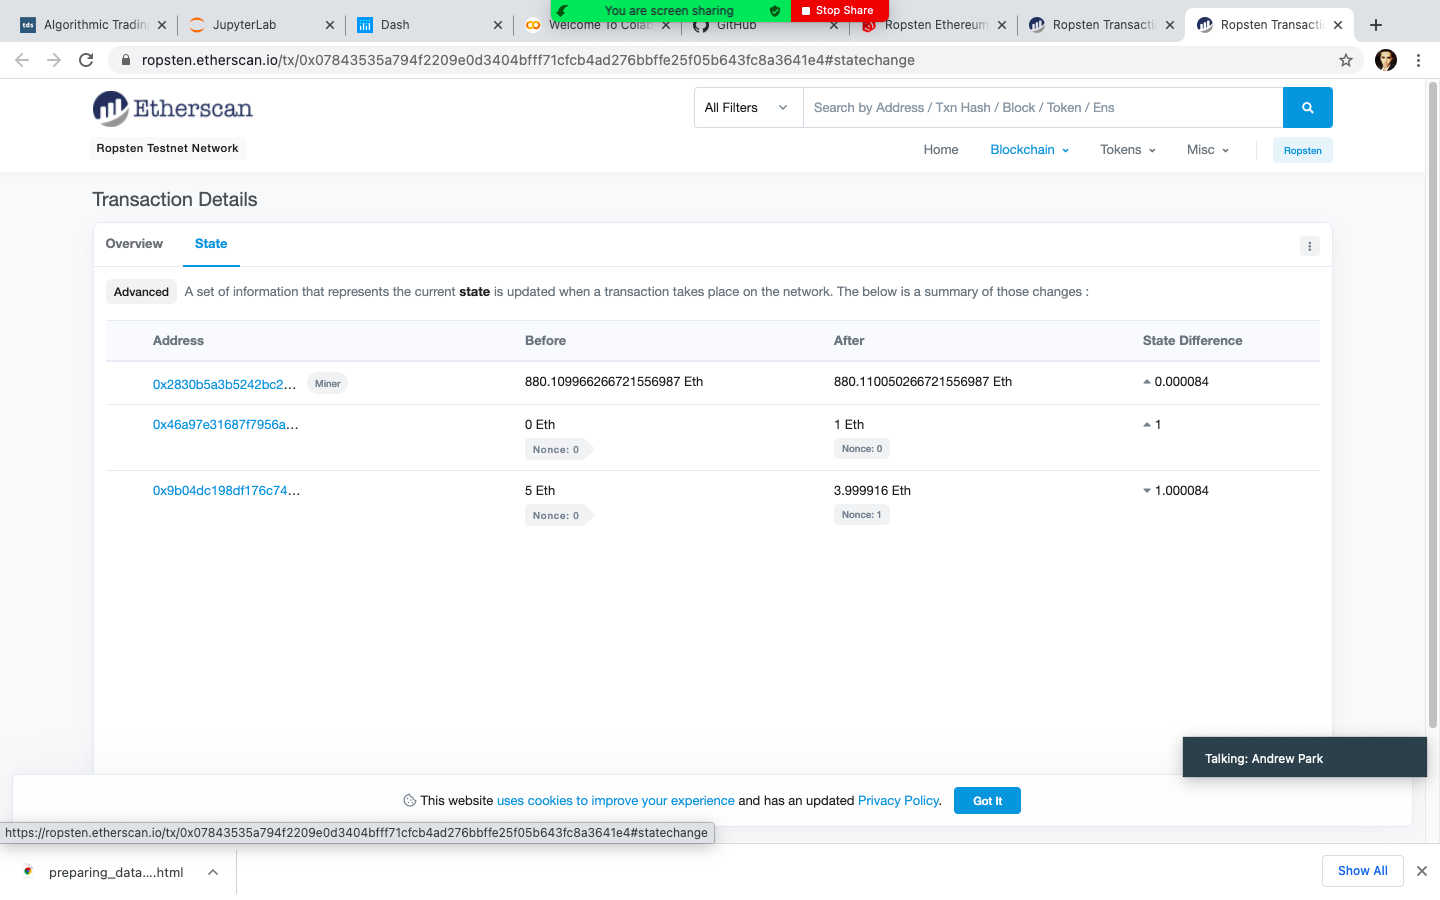 You are screen sharing
Stop Share
Algorithmic Trading
JupyterLab
Dash
Welcome To Colab
GitHub
Ropsten Ethereum
Ropsten Transactio
Ropsten Transactio
ropsten.etherscan.io/tx/0x07843535a794f2209e0d3404bfff71cfcb4ad276bbffe25f05b643fc8a3641e4#statechange
Etherscan
All Filters
Search by Address / Txn Hash / Block / Token / Ens
Ropsten Testnet Network
Home Blockchain Tokens Misc Ropsten
Transaction Details
Overview State
Advanced A set of information that represents the current state is updated when a transaction takes place on the network. The below is a summary of those changes :
Address Before After State Difference
0x2830b5a3b5242bc2... Miner 880.109966266721556987 Eth 880.110050266721556987 Eth 0.000084
0x46a97e31687f7956a... 0 Eth 1 Eth 1
Nonce: 0 Nonce: 0
0x9b04dc198df176c74... 5 Eth 3.999916 Eth 1.000084
Nonce: 0 Nonce: 1
Talking: Andrew Park
This website uses cookies to improve your experience and has an updated Privacy Policy. Got It
https://ropsten.etherscan.io/tx/0x07843535a794f2209e0d3404bfff71cfcb4ad276bbffe25f05b643fc8a3641e4#statechange
preparing_data....html
Show All